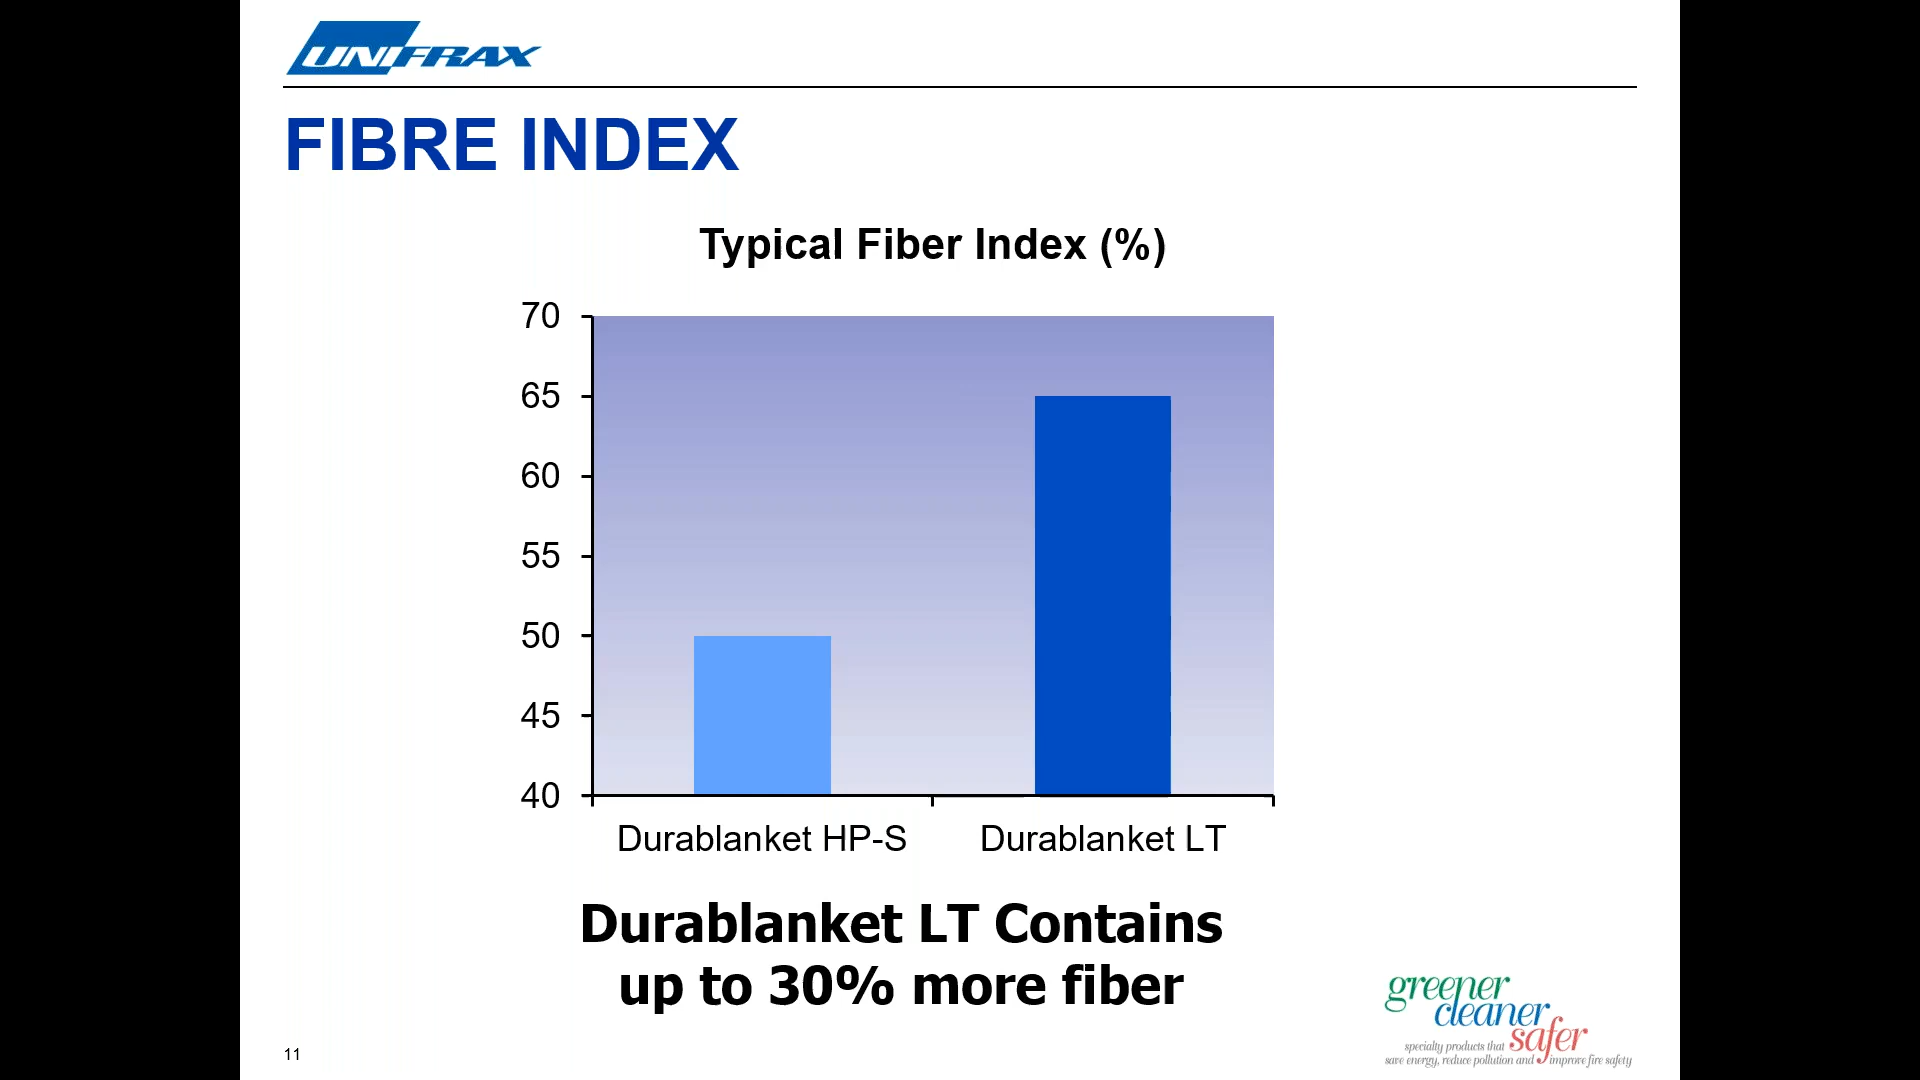 UNIFRAX
FIBRE INDEX
Typical Fiber Index (%)
70
65
60
55
50
45
40
Durablanket HP-S
Durablanket LT
Durablanket LT Contains
up to 30% more fiber
greener
cleaner
safer
specialty products that
save energy, reduce pollution and improve fire safety
11